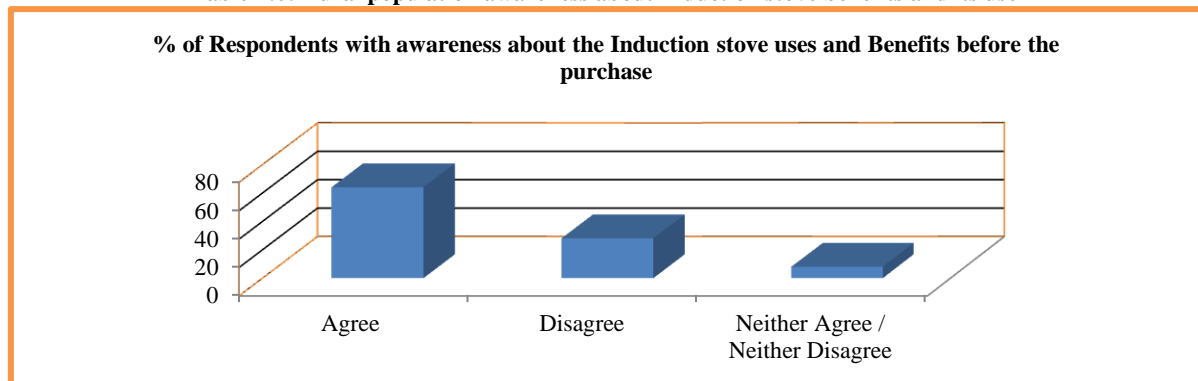 % of Respondents with awareness about the Induction stove uses and Benefits before the
purchase
80
60
40
20
0
Agree
Disagree
Neither Agree /
Neither Disagree